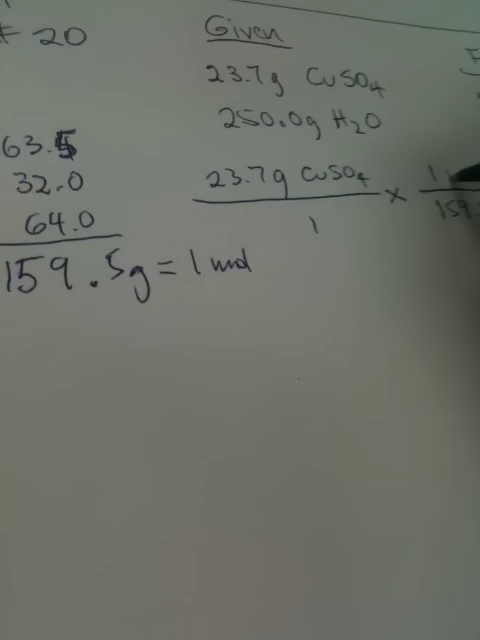 # 20
Given
23.7g CuSO4
250.0g H2O
63.5
32.0
64.0
159.5g = 1 mol
23.7g CuSO4 × 1
1 159